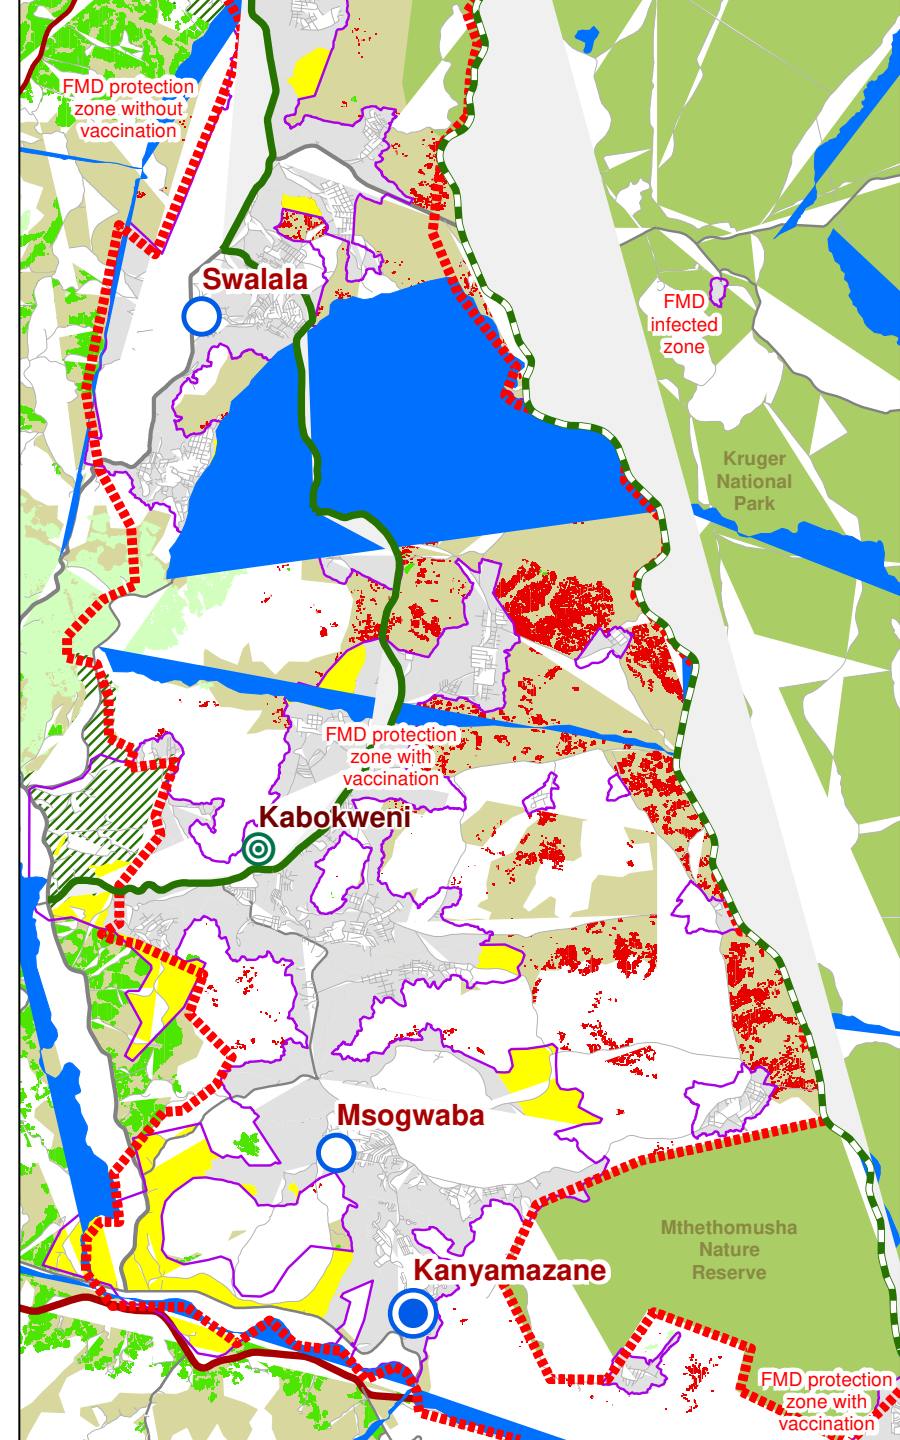 FMD protection
zone without
vaccination
Swalala
FMD
infected
zone
Kruger
National
Park
FMD protection
zone with
vaccination
Kabokweni
Msogwaba
Mthethomusha
Nature
Reserve
Kanyamazane
FMD protection
zone with
vaccination